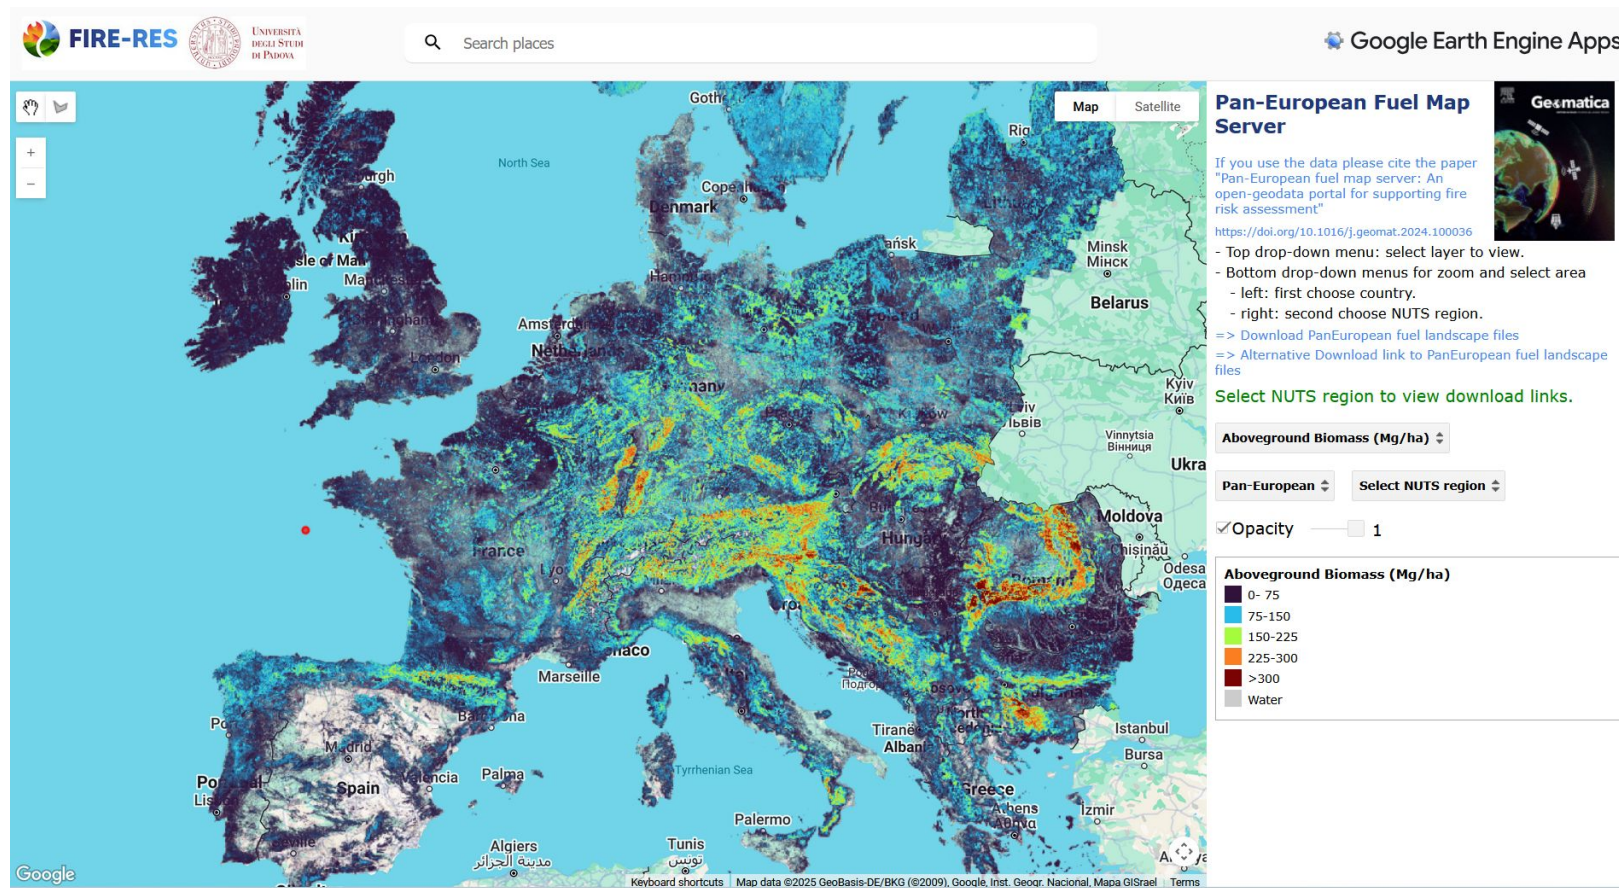 FIRE-RES
UNIVERSITÀ
DEGLI STUDI
DI PADOVA
Search places
Google Earth Engine Apps
Map
Satellite
+
−
Goth
Rig
North Sea
Denmark
Minsk
Мінск
Belarus
Kyiv
Київ
Vinnytsia
Вінниця
Ukra
London
Moldova
Chișinău
Odesa
Одеса
France
Hungary
Marseille
Madrid
Spain
Palma
Tyrrhenian Sea
Tiranë
Greece
Istanbul
Bursa
İzmir
Palermo
Algiers
مدينة الجزائر
Tunis
تونس
Google
Keyboard shortcuts
Map data ©2025 GeoBasis-DE/BKG (©2009), Google, Inst. Geogr. Nacional, Mapa GISrael
Terms
Pan-European Fuel Map
Server
Geomatica
If you use the data please cite the paper
"Pan-European fuel map server: An
open-geodata portal for supporting fire
risk assessment"
https://doi.org/10.1016/j.geomat.2024.100036
- Top drop-down menu: select layer to view.
- Bottom drop-down menus for zoom and select area
- left: first choose country.
- right: second choose NUTS region.
=> Download PanEuropean fuel landscape files
=> Alternative Download link to PanEuropean fuel landscape
files
Select NUTS region to view download links.
Aboveground Biomass (Mg/ha)
Pan-European
Select NUTS region
Opacity
1
Aboveground Biomass (Mg/ha)
0- 75
75-150
150-225
225-300
>300
Water